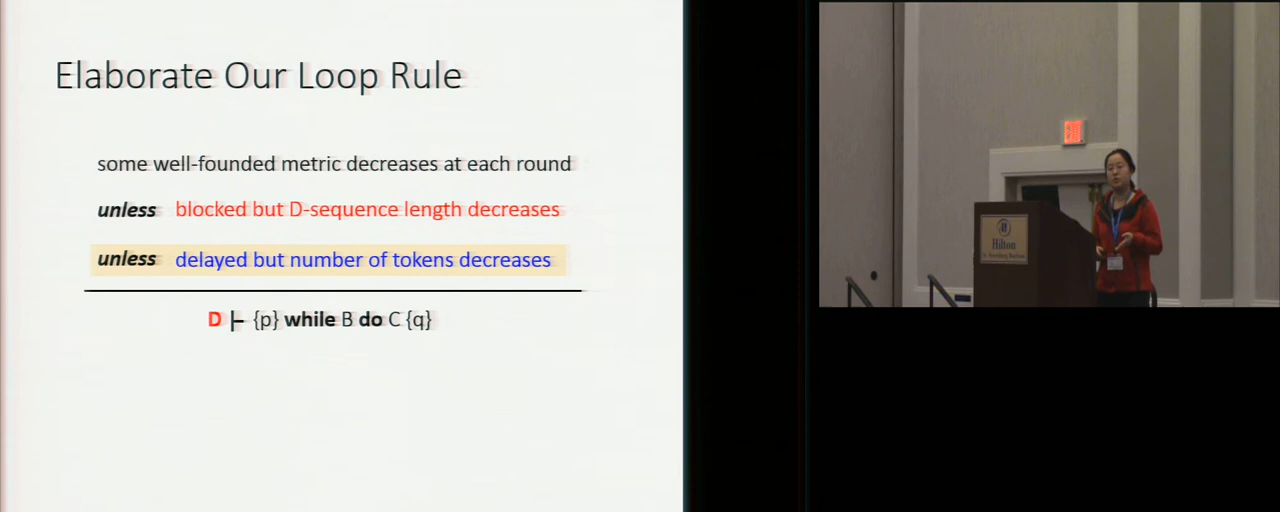 Elaborate Our Loop Rule
some well-founded metric decreases at each round
unless blocked but D-sequence length decreases
unless delayed but number of tokens decreases
D |– {p} while B do C {q}
Hilton